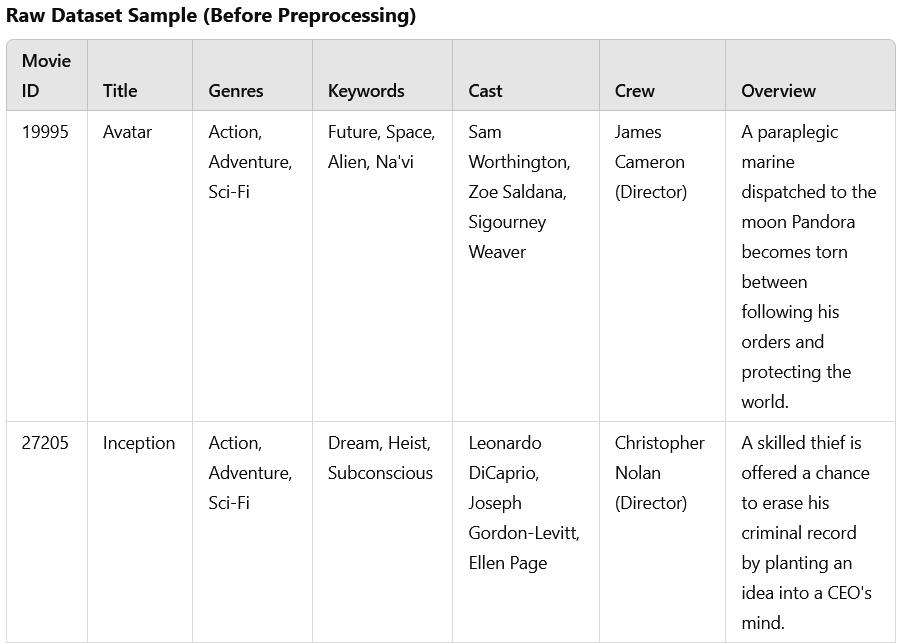 Raw Dataset Sample (Before Preprocessing)
Movie
ID
Title
Genres
Keywords
Cast
Crew
Overview
19995
Avatar
Action,
Adventure,
Sci-Fi
Future, Space,
Alien, Na'vi
Sam
Worthington,
Zoe Saldana,
Sigourney
Weaver
James
Cameron
(Director)
A paraplegic
marine
dispatched to the
moon Pandora
becomes torn
between
following his
orders and
protecting the
world.
27205
Inception
Action,
Adventure,
Sci-Fi
Dream, Heist,
Subconscious
Leonardo
DiCaprio,
Joseph
Gordon-Levitt,
Ellen Page
Christopher
Nolan
(Director)
A skilled thief is
offered a chance
to erase his
criminal record
by planting an
idea into a CEO's
mind.